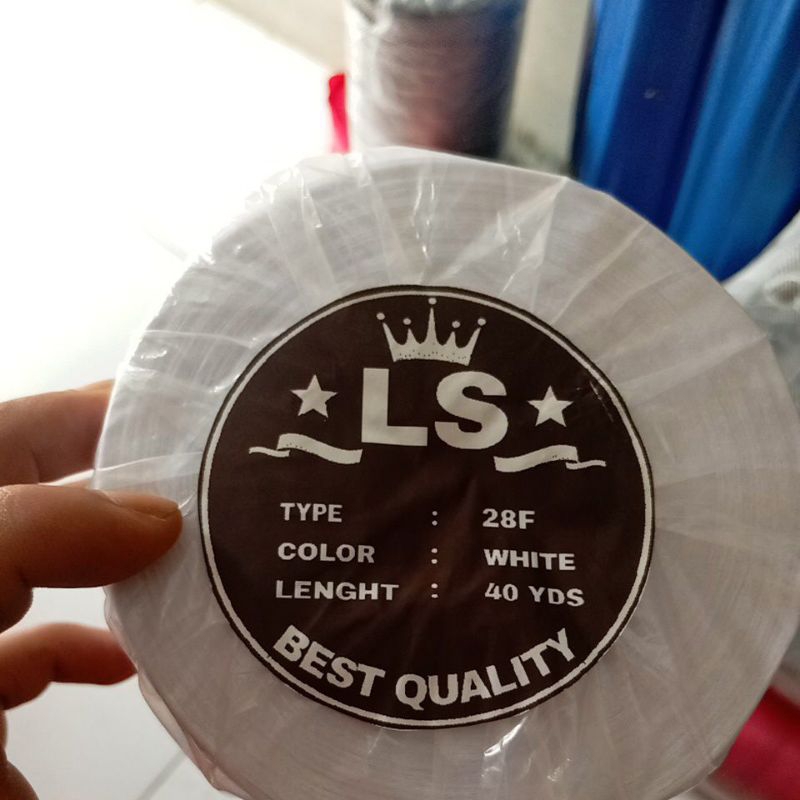 LS
TYPE : 28F
COLOR : WHITE
LENGHT : 40 YDS
BEST QUALITY